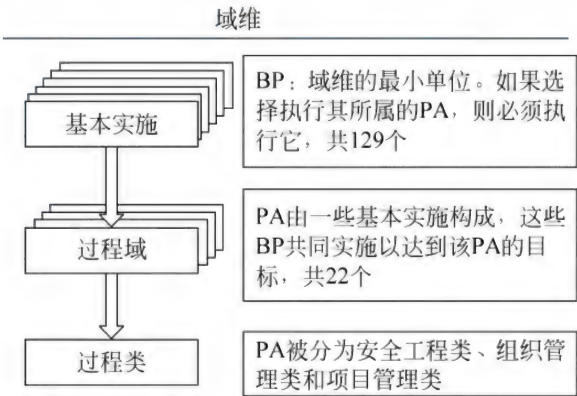 域维
基本实施
BP：域维的最小单位。如果选
择执行其所属的PA，则必须执
行它，共129个
过程域
PA由一些基本实施构成，这些
BP共同实施以达到该PA的目
标，共22个
过程类
PA被分为安全工程类、组织管
理类和项目管理类